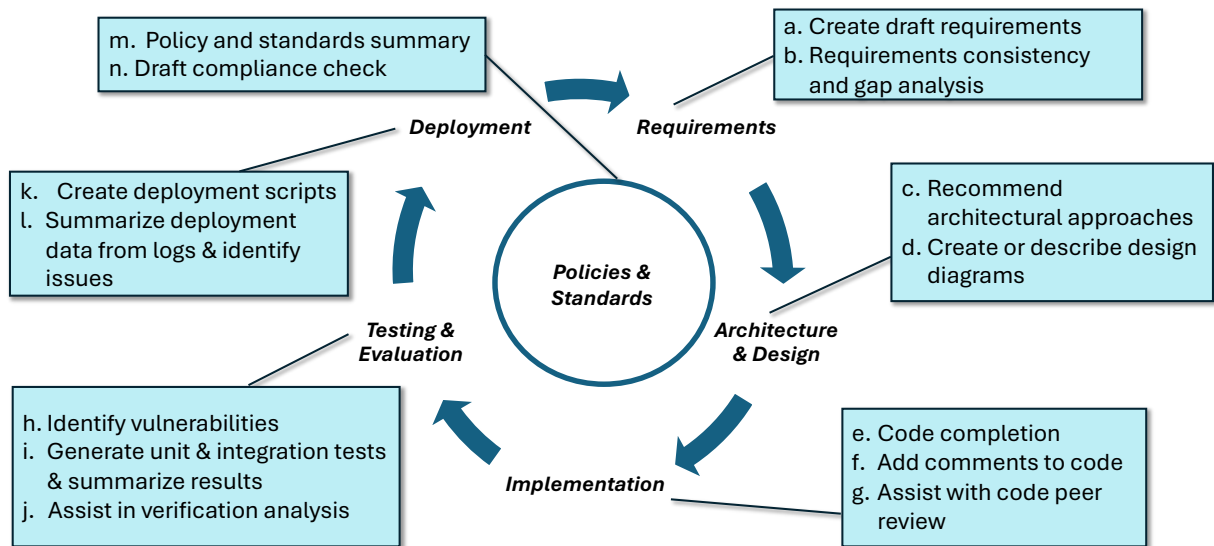 m. Policy and standards summary
n. Draft compliance check
a. Create draft requirements
b. Requirements consistency
and gap analysis
Deployment
Requirements
k. Create deployment scripts
l. Summarize deployment
data from logs & identify
issues
c. Recommend
architectural approaches
d. Create or describe design
diagrams
Policies &
Standards
Testing &
Evaluation
Architecture
& Design
h. Identify vulnerabilities
i. Generate unit & integration tests
& summarize results
j. Assist in verification analysis
Implementation
e. Code completion
f. Add comments to code
g. Assist with code peer
review